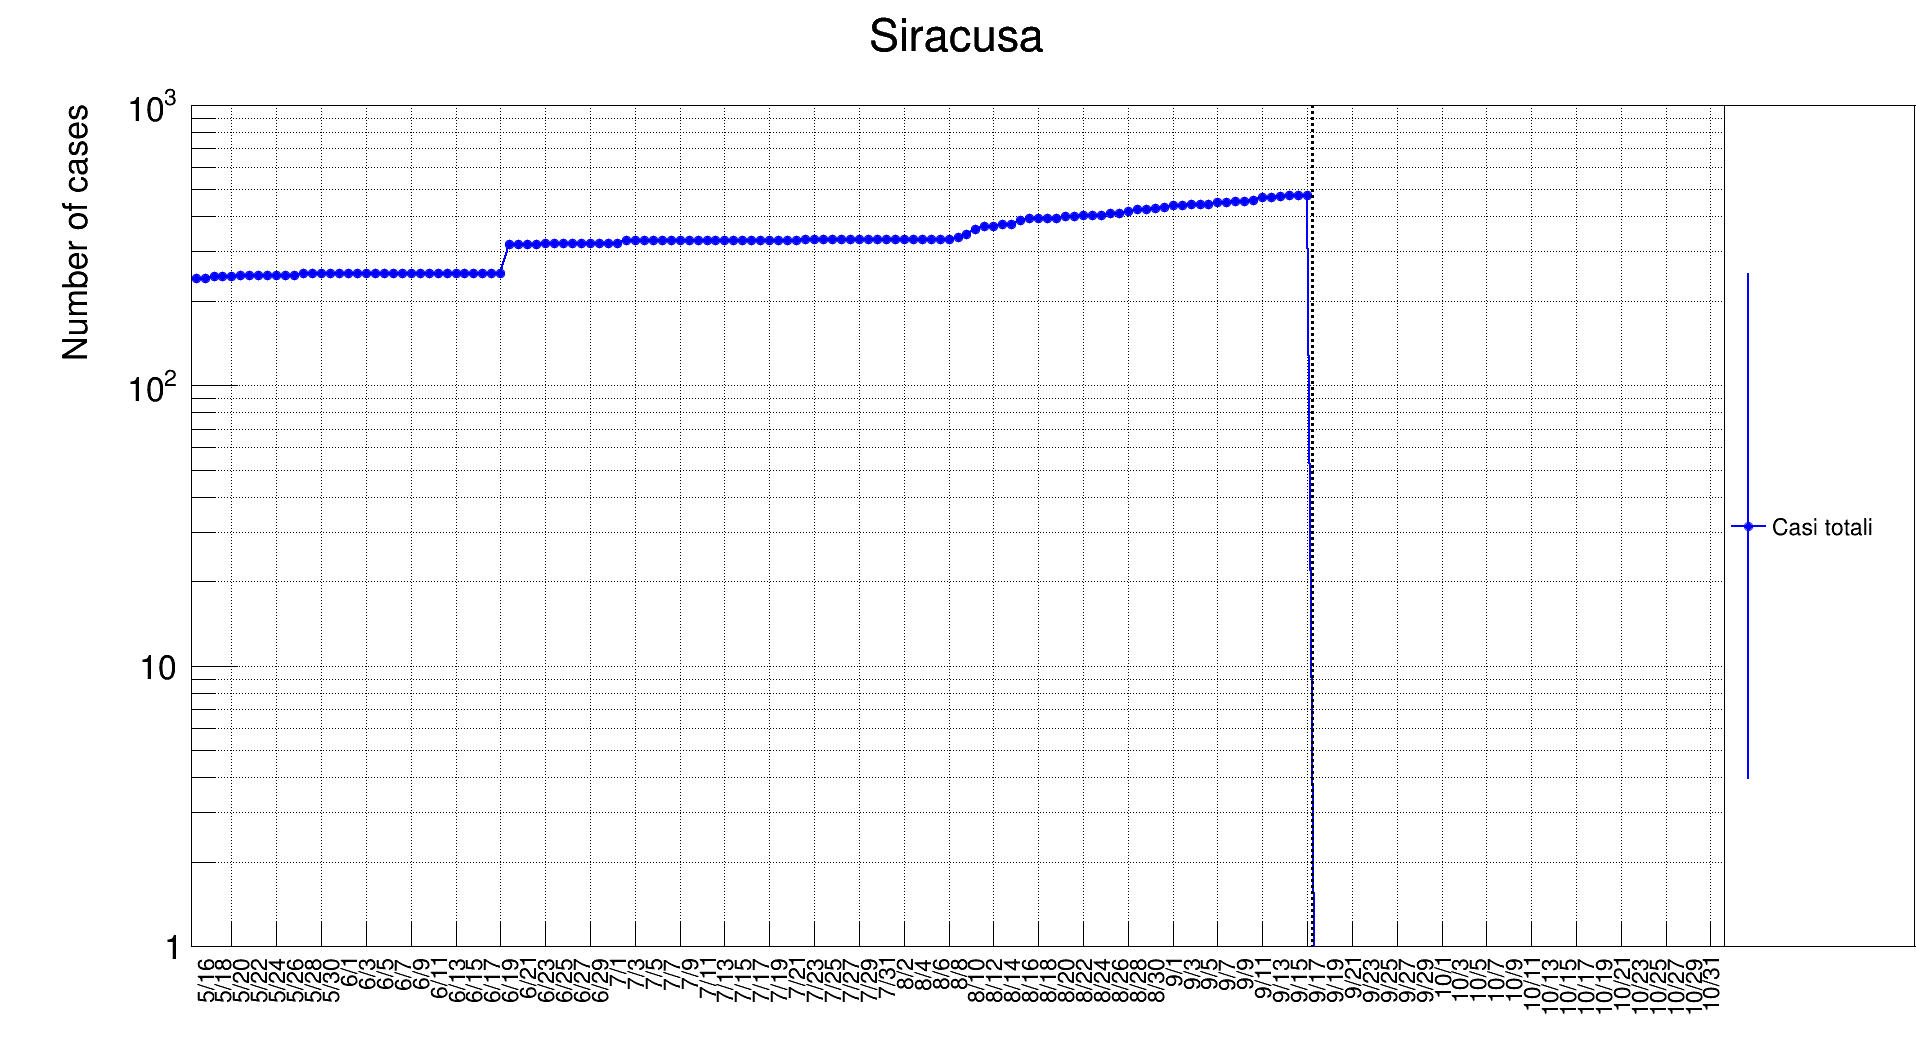 Siracusa
Number of cases
10³
10²
10
1
5/16 5/18 5/20 5/22 5/24 5/26 5/28 5/30 6/1 6/3 6/5 6/7 6/9 6/11 6/13 6/15 6/17 6/19 6/21 6/23 6/25 6/27 6/29 7/1 7/3 7/5 7/7 7/9 7/11 7/13 7/15 7/17 7/19 7/21 7/23 7/25 7/27 7/29 7/31 8/2 8/4 8/6 8/8 8/10 8/12 8/14 8/16 8/18 8/20 8/22 8/24 8/26 8/28 8/30 9/1 9/3 9/5 9/7 9/9 9/11 9/13 9/15 9/17 9/19 9/21 9/23 9/25 9/27 9/29 10/1 10/3 10/5 10/7 10/9 10/11 10/13 10/15 10/17 10/19 10/21 10/23 10/25 10/27 10/29 10/31
Casi totali